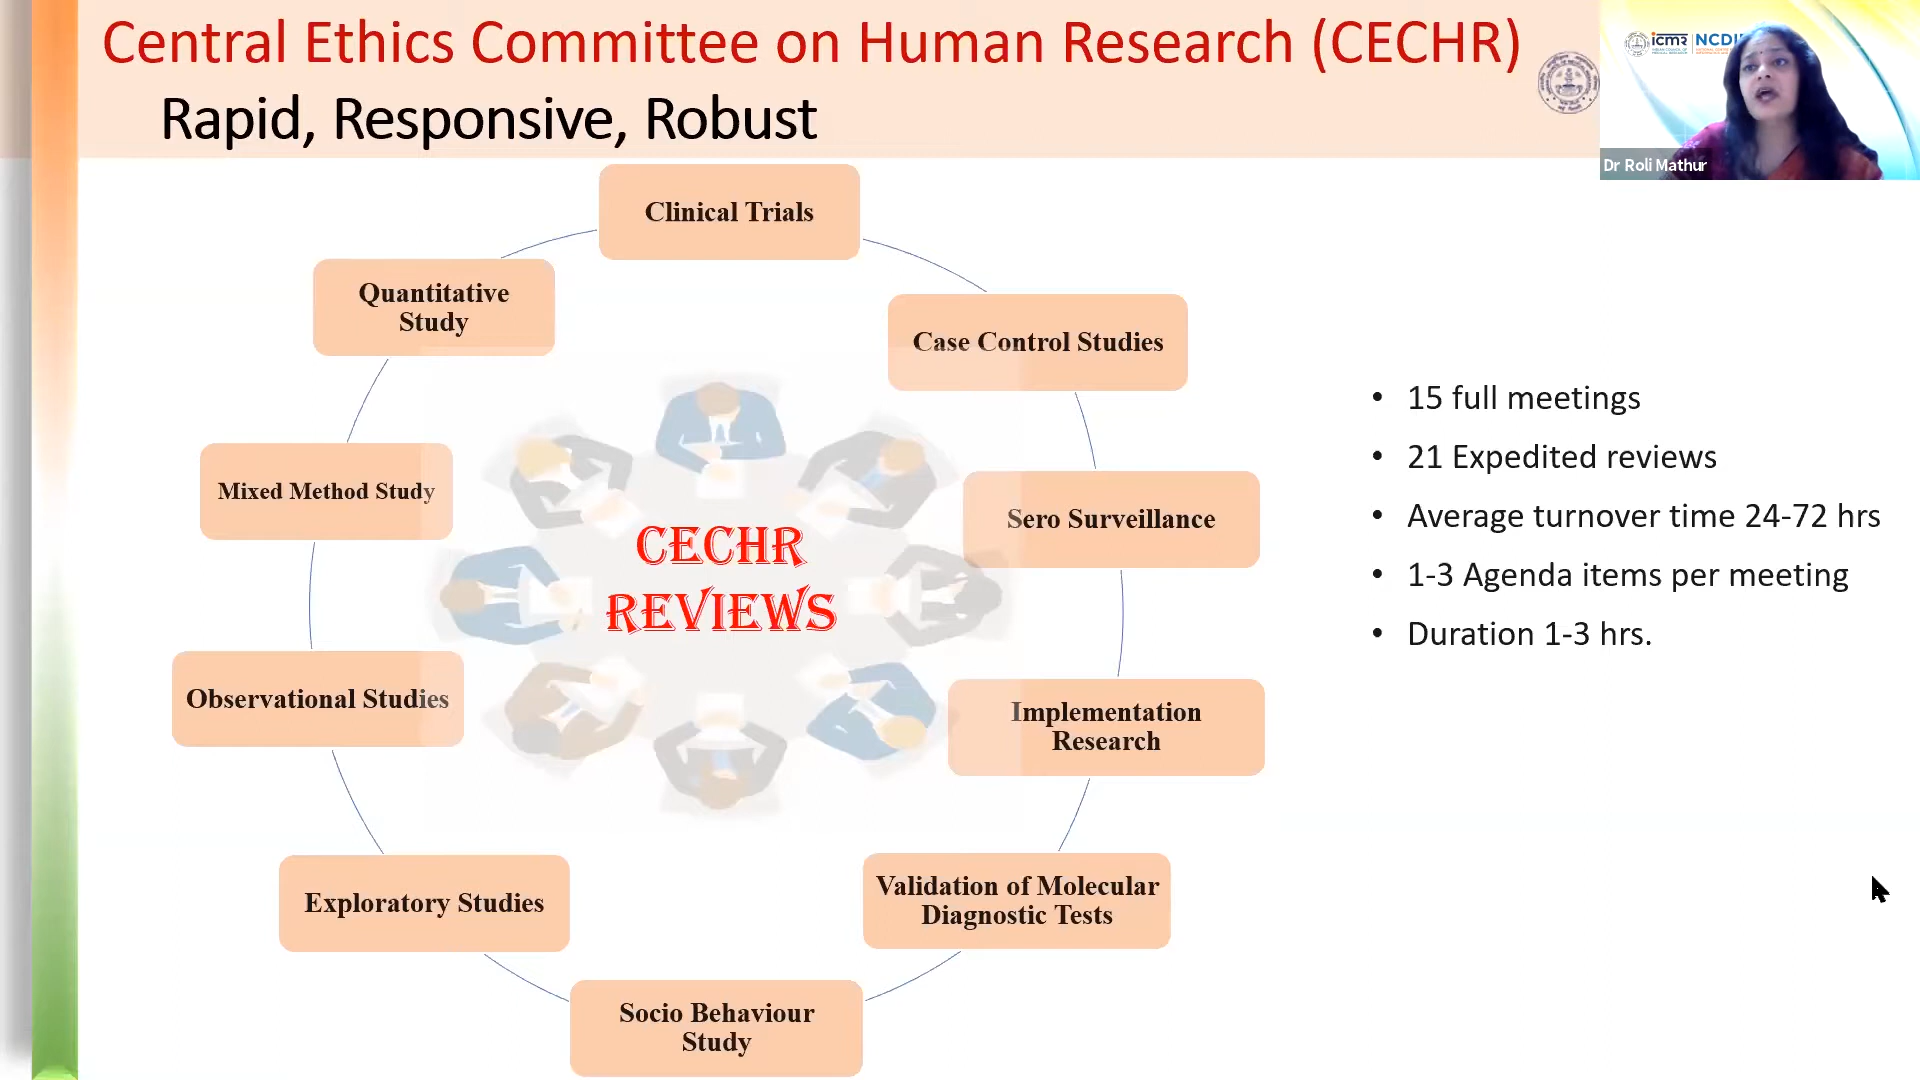 Central Ethics Committee on Human Research (CECHR)
Rapid, Responsive, Robust
icmr NCDI
Dr Roli Mathur
Clinical Trials
Quantitative
Study
Case Control Studies
Mixed Method Study
Sero Surveillance
CECHR
REVIEWS
Observational Studies
Implementation
Research
Exploratory Studies
Validation of Molecular
Diagnostic Tests
Socio Behaviour
Study
• 15 full meetings
• 21 Expedited reviews
• Average turnover time 24-72 hrs
• 1-3 Agenda items per meeting
• Duration 1-3 hrs.